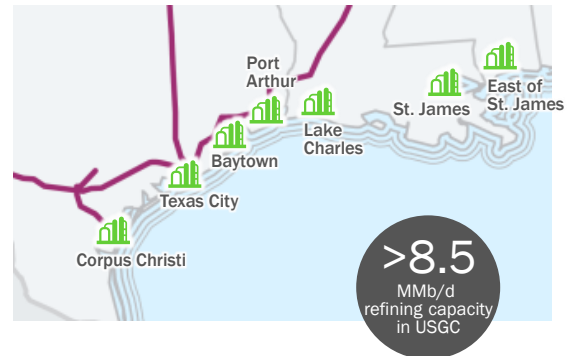 Port
Arthur
East of
St. James
St. James
Lake
Charles
Baytown
Texas City
Corpus Christi
>8.5
MMb/d
refining capacity
in USGC